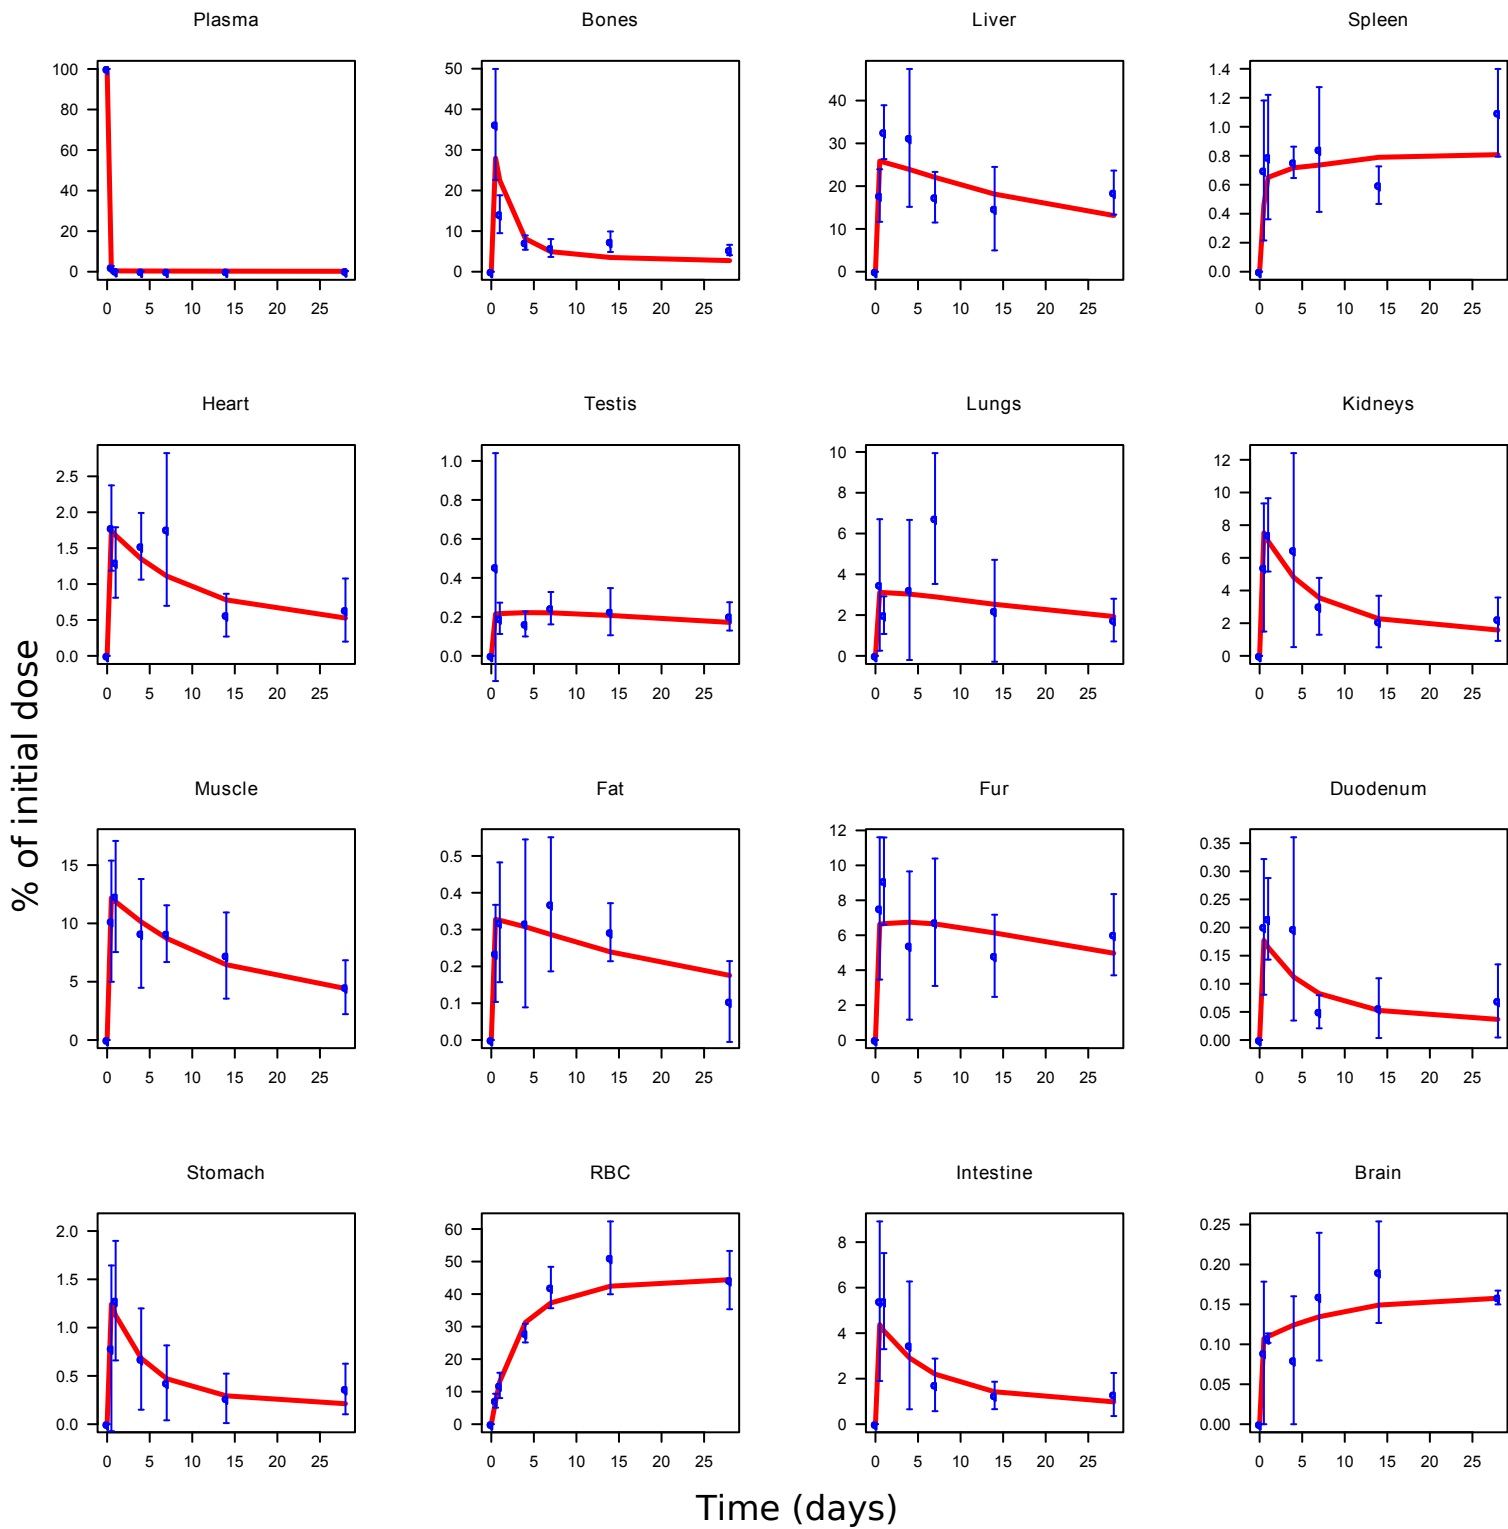 Plasma
Bones
Liver
Spleen
100
80
60
40
20
0
0 5 10 15 20 25
50
40
30
20
10
0
0 5 10 15 20 25
40
30
20
10
0
0 5 10 15 20 25
1.4
1.2
1.0
0.8
0.6
0.4
0.2
0.0
0 5 10 15 20 25
Heart
Testis
Lungs
Kidneys
2.5
2.0
1.5
1.0
0.5
0.0
0 5 10 15 20 25
1.0
0.8
0.6
0.4
0.2
0.0
0 5 10 15 20 25
10
8
6
4
2
0
0 5 10 15 20 25
12
10
8
6
4
2
0
0 5 10 15 20 25
% of initial dose
Muscle
Fat
Fur
Duodenum
15
10
5
0
0 5 10 15 20 25
0.5
0.4
0.3
0.2
0.1
0.0
0 5 10 15 20 25
12
10
8
6
4
2
0
0 5 10 15 20 25
0.35
0.30
0.25
0.20
0.15
0.10
0.05
0.00
0 5 10 15 20 25
Stomach
RBC
Intestine
Brain
2.0
1.5
1.0
0.5
0.0
0 5 10 15 20 25
60
50
40
30
20
10
0
0 5 10 15 20 25
8
6
4
2
0
0 5 10 15 20 25
0.25
0.20
0.15
0.10
0.05
0.00
0 5 10 15 20 25
Time (days)